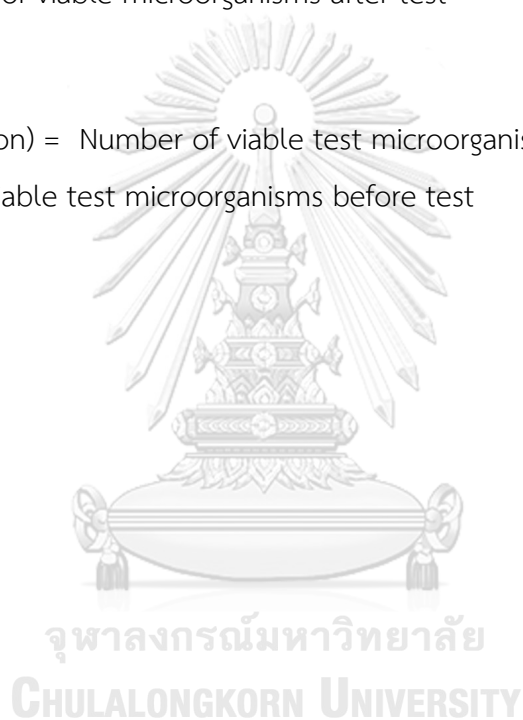 of viable microorganisms after test
on) = Number of viable test microorganis
able test microorganisms before test
จุฬาลงกรณ์มหาวิทยาลัย
CHULALONGKORN UNIVERSITY